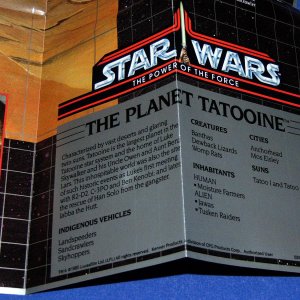 STAR WARS
THE POWER OF THE FORCE
THE PLANET TATOOINE
Characterized by vast deserts and glaring
twin suns, Tatooine is the largest planet in the
Tatooine star system and the home of Luke
Skywalker and his Uncle Owen and Aunt Beru
Lars. This inhospitable world was also the site
of such historic events as Luke's first meeting
with R2-D2, C-3PO and Ben Kenobi; and later
the rescue of Han Solo from the gangster,
Jabba the Hutt.
INDIGENOUS VEHICLES
Landspeeders
Sandcrawlers
Skyhoppers
CREATURES
Banthas
Dewback Lizards
Womp Rats
INHABITANTS
HUMAN
• Moisture Farmers
ALIEN
• Jawas
• Tusken Raiders
CITIES
Anchorhead
Mos Eisley
SUNS
Tatoo I and Tatoo